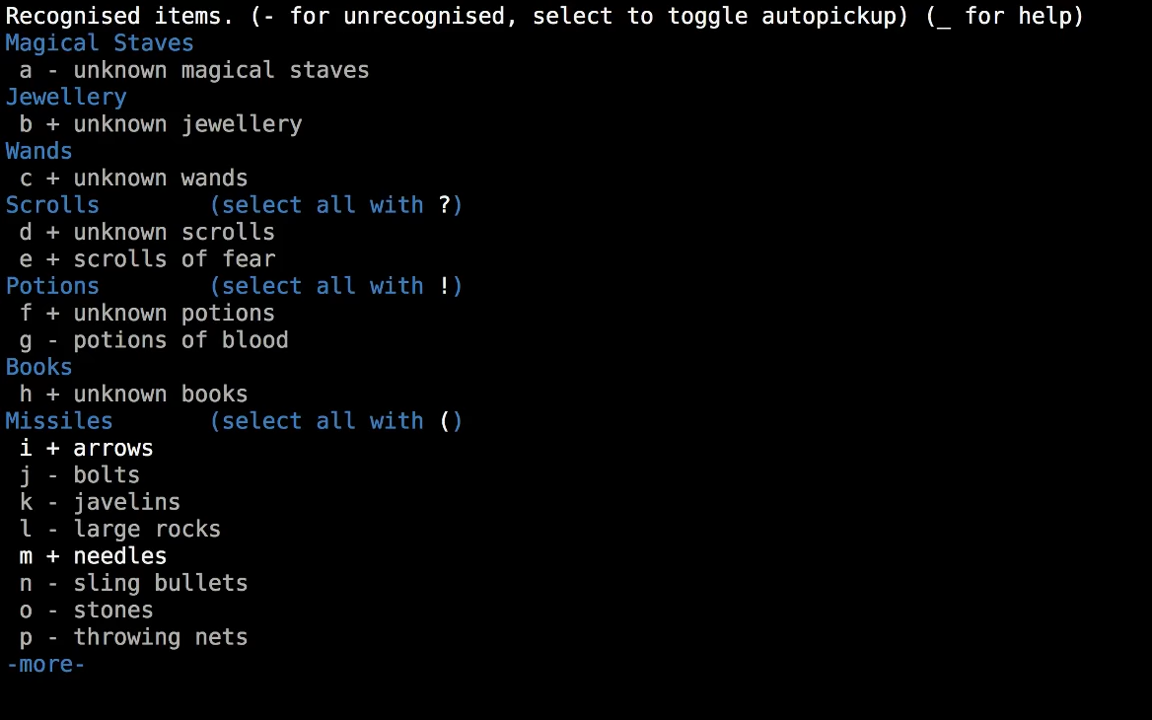 Recognised items. (- for unrecognised, select to toggle autopickup) (_ for help)
Magical Staves
a - unknown magical staves
Jewellery
b + unknown jewellery
Wands
c + unknown wands
Scrolls (select all with ?)
d + unknown scrolls
e + scrolls of fear
Potions (select all with !)
f + unknown potions
g - potions of blood
Books
h + unknown books
Missiles (select all with ()
i + arrows
j - bolts
k - javelins
l - large rocks
m + needles
n - sling bullets
o - stones
p - throwing nets
-more-